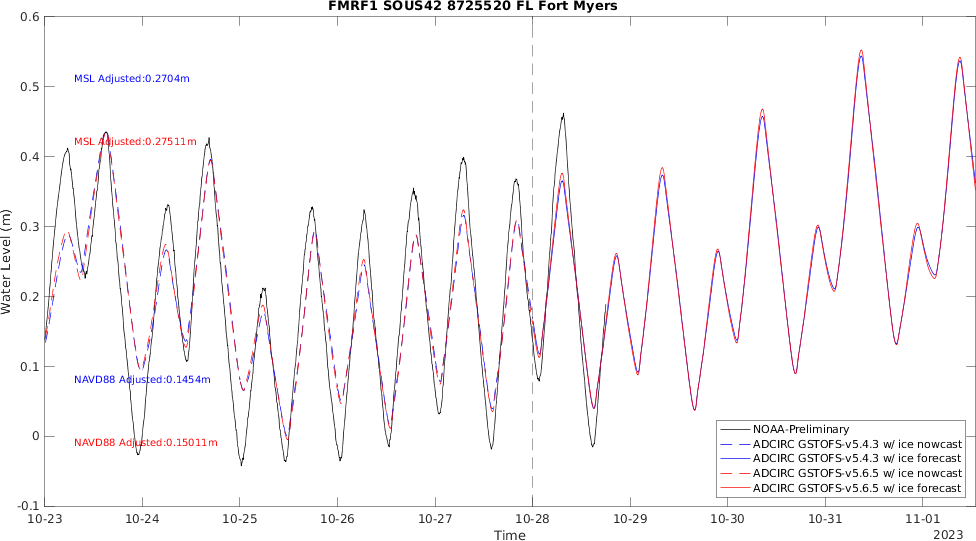 FMRF1 SOUS42 8725520 FL Fort Myers
0.6
0.5
0.4
0.3
0.2
0.1
0
-0.1
Water Level (m)
MSL Adjusted:0.2704m
MSL Adjusted:0.27511m
NAVD88 Adjusted:0.1454m
NAVD88 Adjusted:0.15011m
NOAA-Preliminary
ADCIRC GSTOFS-v5.4.3 w/ ice nowcast
ADCIRC GSTOFS-v5.4.3 w/ ice forecast
ADCIRC GSTOFS-v5.6.5 w/ ice nowcast
ADCIRC GSTOFS-v5.6.5 w/ ice forecast
10-23 10-24 10-25 10-26 10-27 10-28 10-29 10-30 10-31 11-01
Time
2023